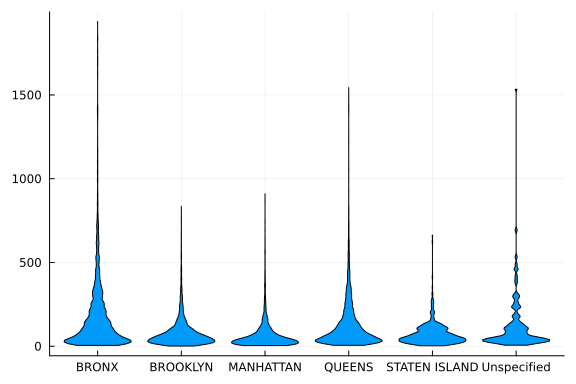 1500
1000
500
0
BRONX BROOKLYN MANHATTAN QUEENS STATEN ISLAND Unspecified